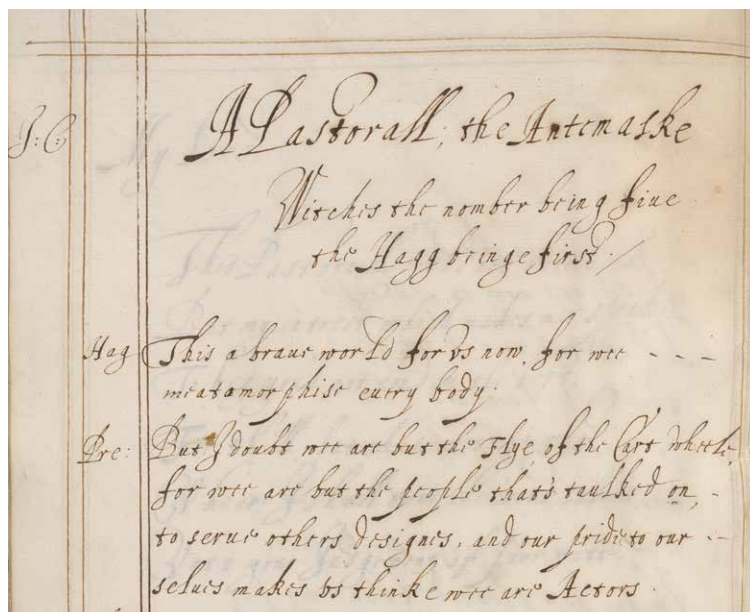 J: C:
A Pastorall, the Antemaske
Witches the nomber being fiue
the Hagg beinge first ./
Hag This a braue world for vs now, for wee - - -
meatamorphise euery body.
Pre: But J doubt wee are but the Flye, of the Cart wheele,
for wee are but the people that's taulked on, -
to serue others designes, and our pride to our - -
selues makes vs thinke wee are Actors.